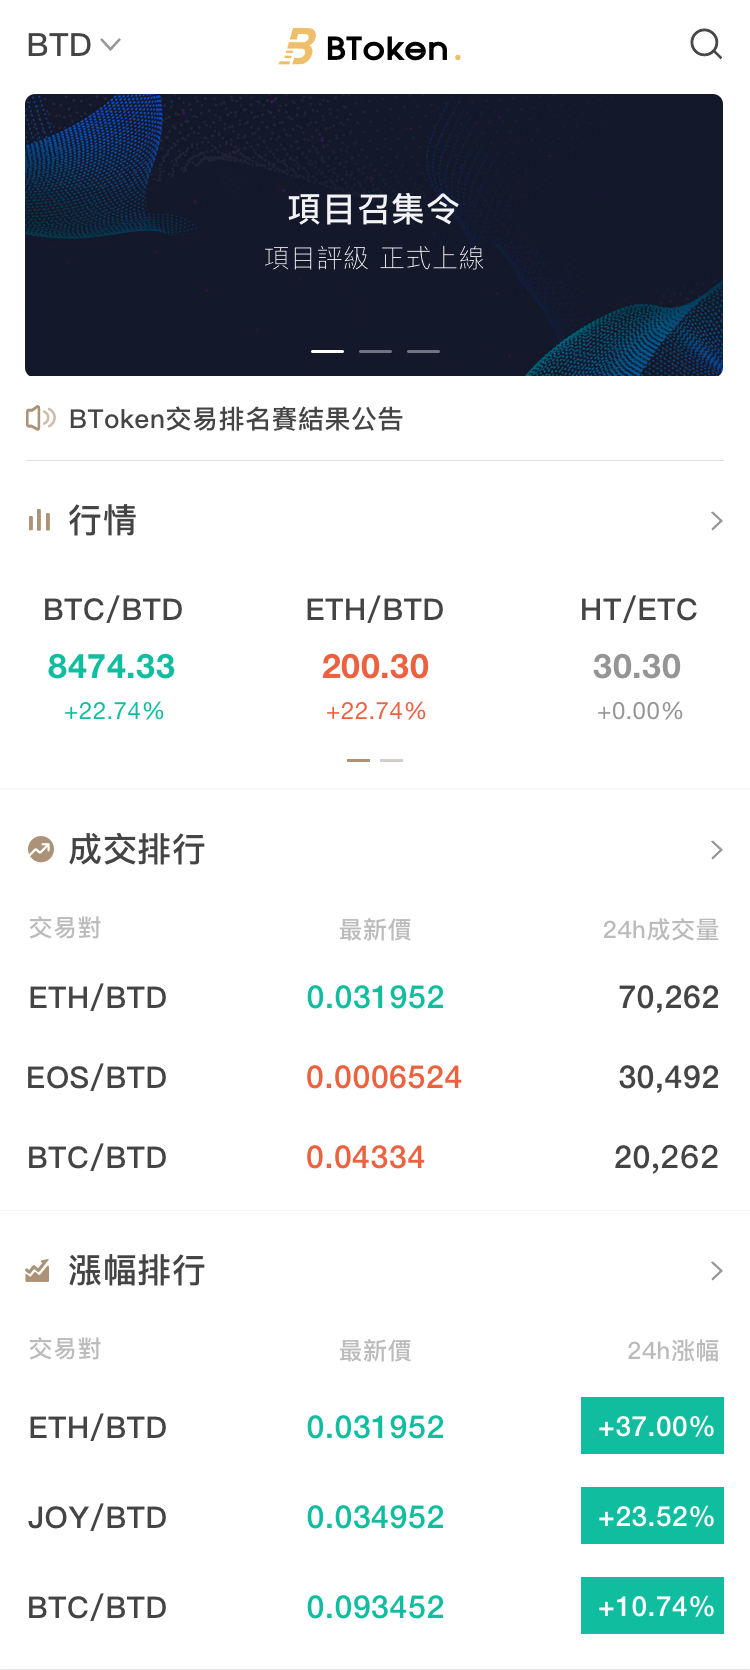 BTD
BToken.
項目召集令
項目評級 正式上線
BToken交易排名賽結果公告
行情
BTC/BTD ETH/BTD HT/ETC
8474.33 200.30 30.30
+22.74% +22.74% +0.00%
成交排行
交易對 最新價 24h成交量
ETH/BTD 0.031952 70,262
EOS/BTD 0.0006524 30,492
BTC/BTD 0.04334 20,262
漲幅排行
交易對 最新價 24h涨幅
ETH/BTD 0.031952 +37.00%
JOY/BTD 0.034952 +23.52%
BTC/BTD 0.093452 +10.74%